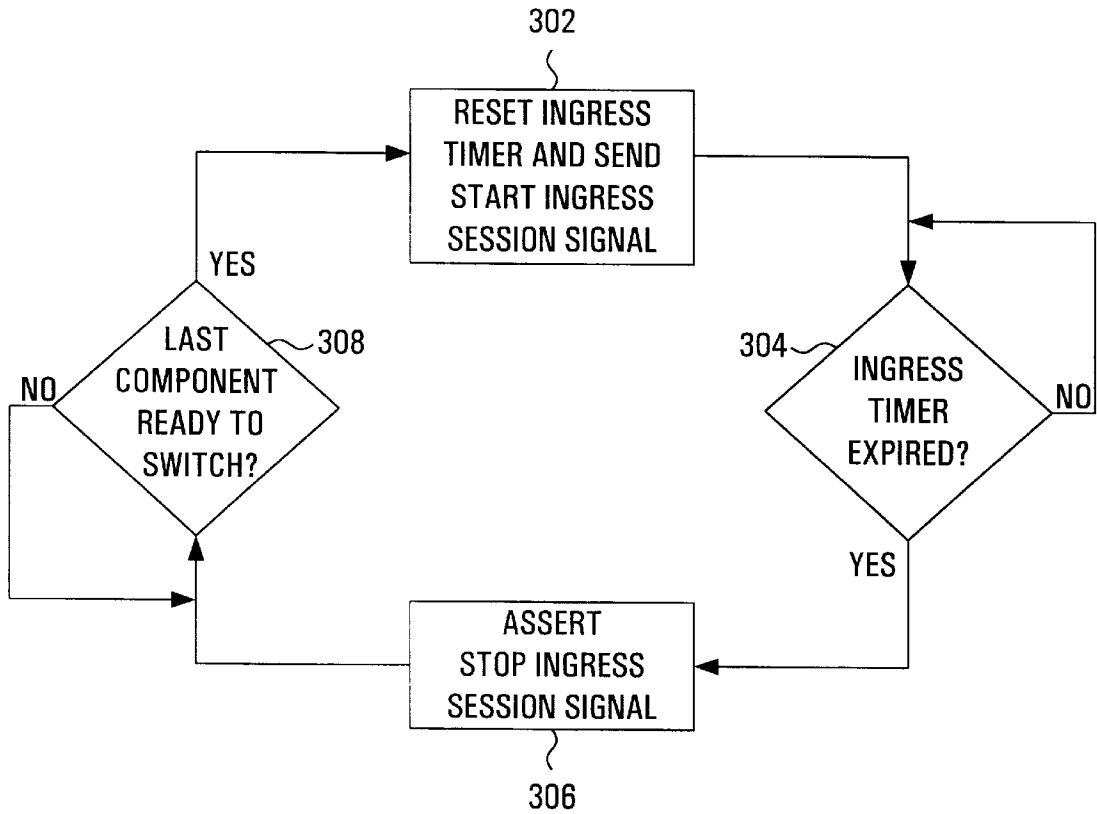 302
RESET INGRESS
TIMER AND SEND
START INGRESS
SESSION SIGNAL
YES
LAST
COMPONENT
READY TO
SWITCH?
308
NO
304
INGRESS
TIMER
EXPIRED?
NO
YES
ASSERT
STOP INGRESS
SESSION SIGNAL
306